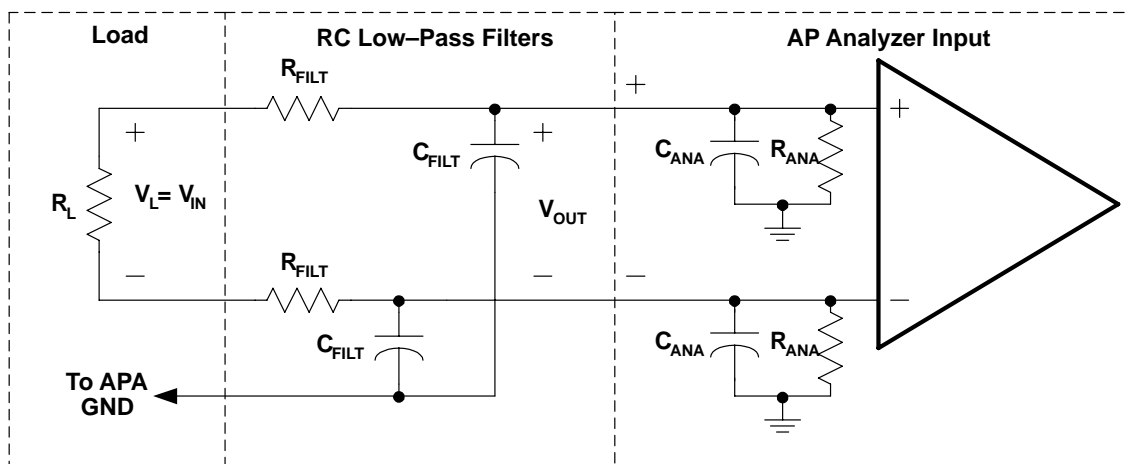 Load
RC Low–Pass Filters
AP Analyzer Input
R_FILT
+
+
+
+
C_FILT
C_ANA
R_ANA
R_L
V_L = V_IN
V_OUT
−
R_FILT
−
−
−
C_FILT
C_ANA
R_ANA
To APA
GND